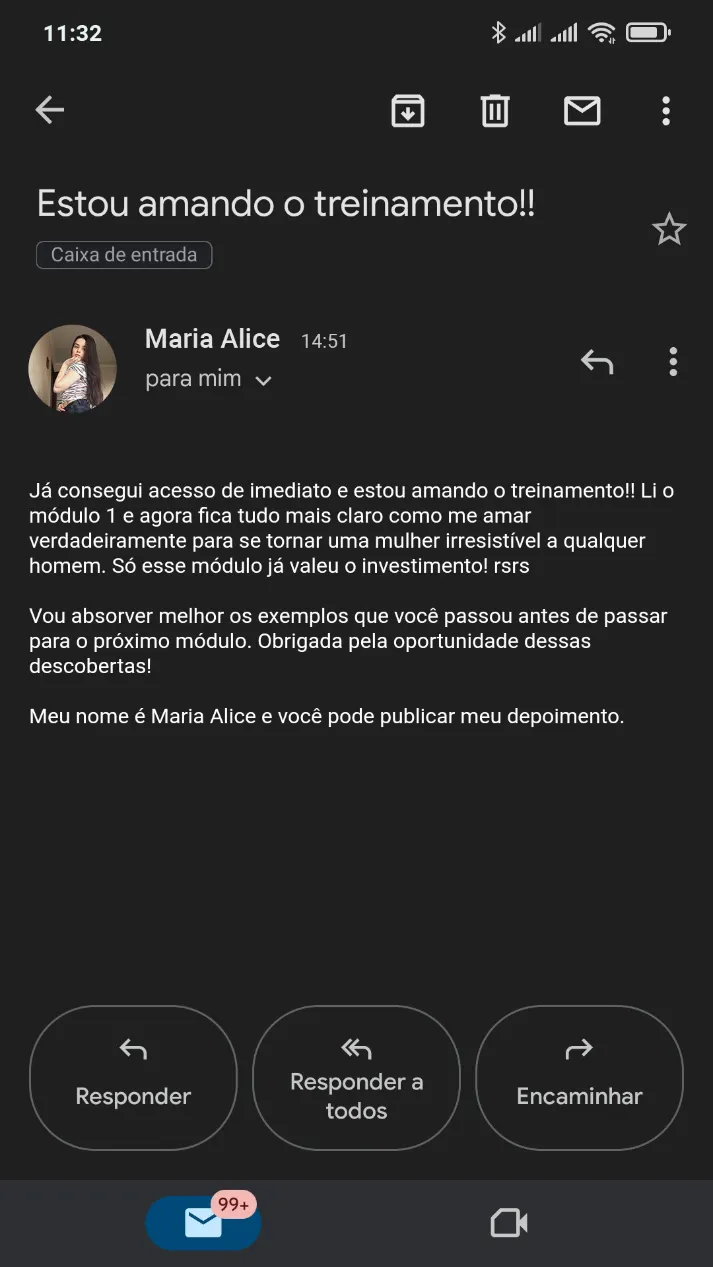 11:32
Estou amando o treinamento!!
Caixa de entrada
Maria Alice 14:51
para mim
Já consegui acesso de imediato e estou amando o treinamento!! Li o
módulo 1 e agora fica tudo mais claro como me amar
verdadeiramente para se tornar uma mulher irresistível a qualquer
homem. Só esse módulo já valeu o investimento! rsrs
Vou absorver melhor os exemplos que você passou antes de passar
para o próximo módulo. Obrigada pela oportunidade dessas
descobertas!
Meu nome é Maria Alice e você pode publicar meu depoimento.
Responder
Responder a
todos
Encaminhar
99+